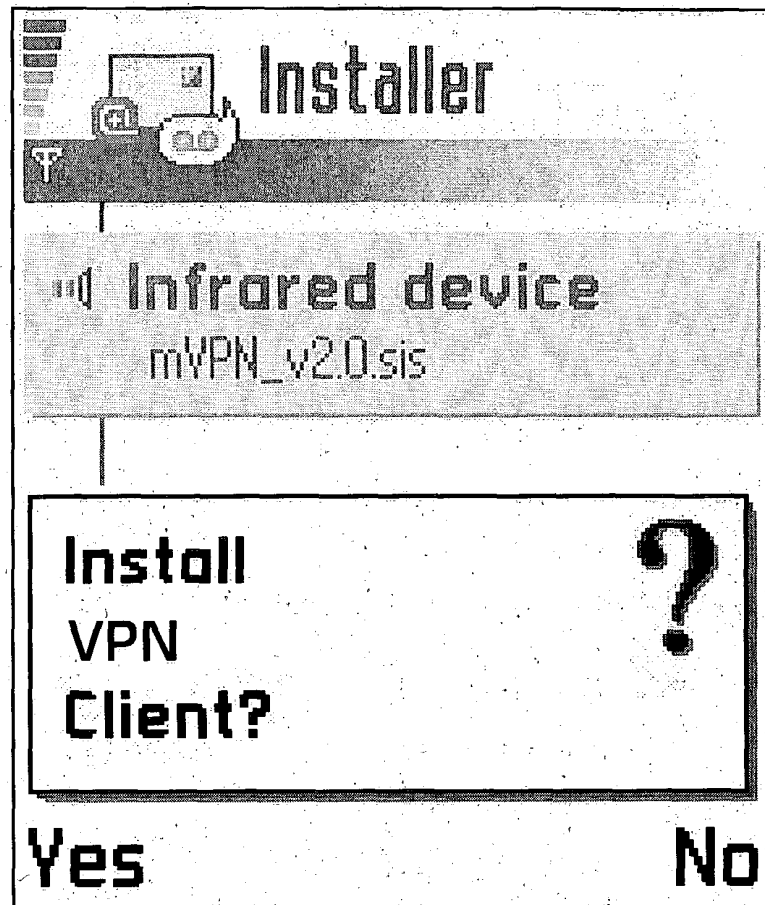 Installer
Infrared device
mVPN_v2.0.sis
Install
VPN
Client?
Yes
No